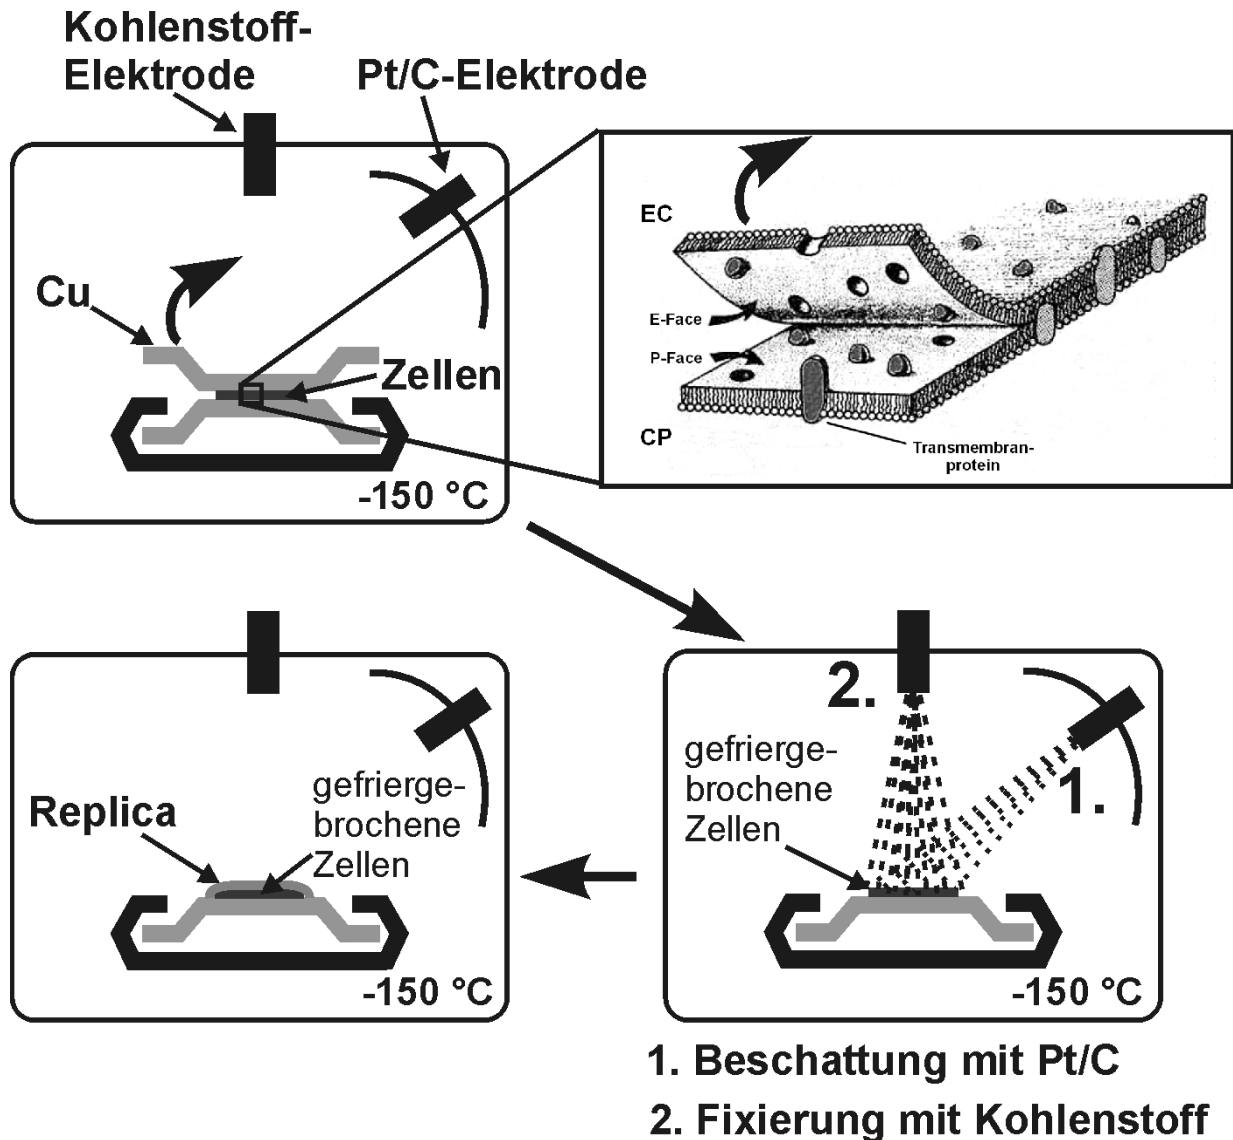 Kohlenstoff-
Elektrode
Pt/C-Elektrode
Cu
Zellen
-150 °C
EC
E-Face
P-Face
CP
Transmembran-
protein
Replica
gefrierge-
brochene
Zellen
-150 °C
2.
1.
gefrierge-
brochene
Zellen
-150 °C
1. Beschattung mit Pt/C
2. Fixierung mit Kohlenstoff